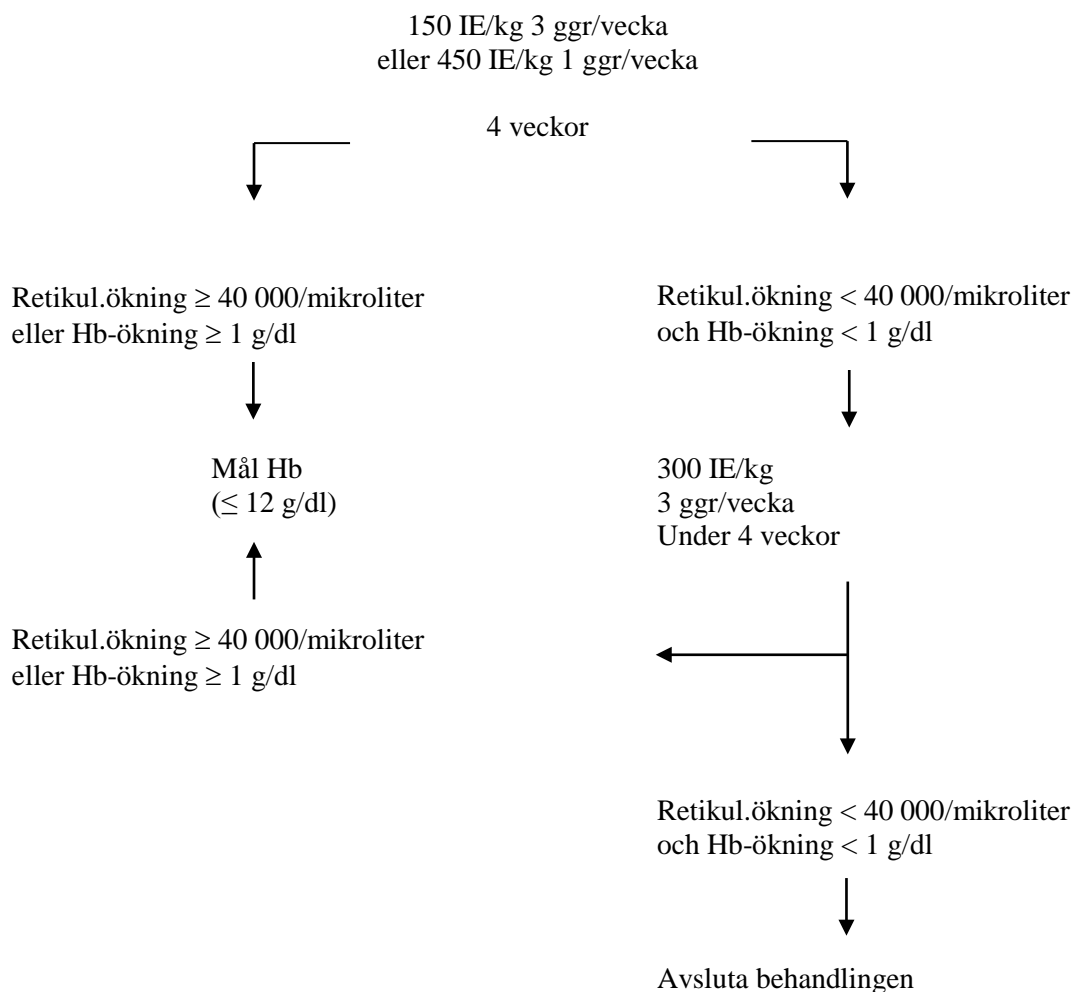 150 IE/kg 3 ggr/vecka
eller 450 IE/kg 1 ggr/vecka
4 veckor
Retikul.ökning ≥ 40 000/mikroliter
eller Hb-ökning ≥ 1 g/dl
Retikul.ökning < 40 000/mikroliter
och Hb-ökning < 1 g/dl
Mål Hb
(≤ 12 g/dl)
300 IE/kg
3 ggr/vecka
Under 4 veckor
Retikul.ökning ≥ 40 000/mikroliter
eller Hb-ökning ≥ 1 g/dl
Retikul.ökning < 40 000/mikroliter
och Hb-ökning < 1 g/dl
Avsluta behandlingen